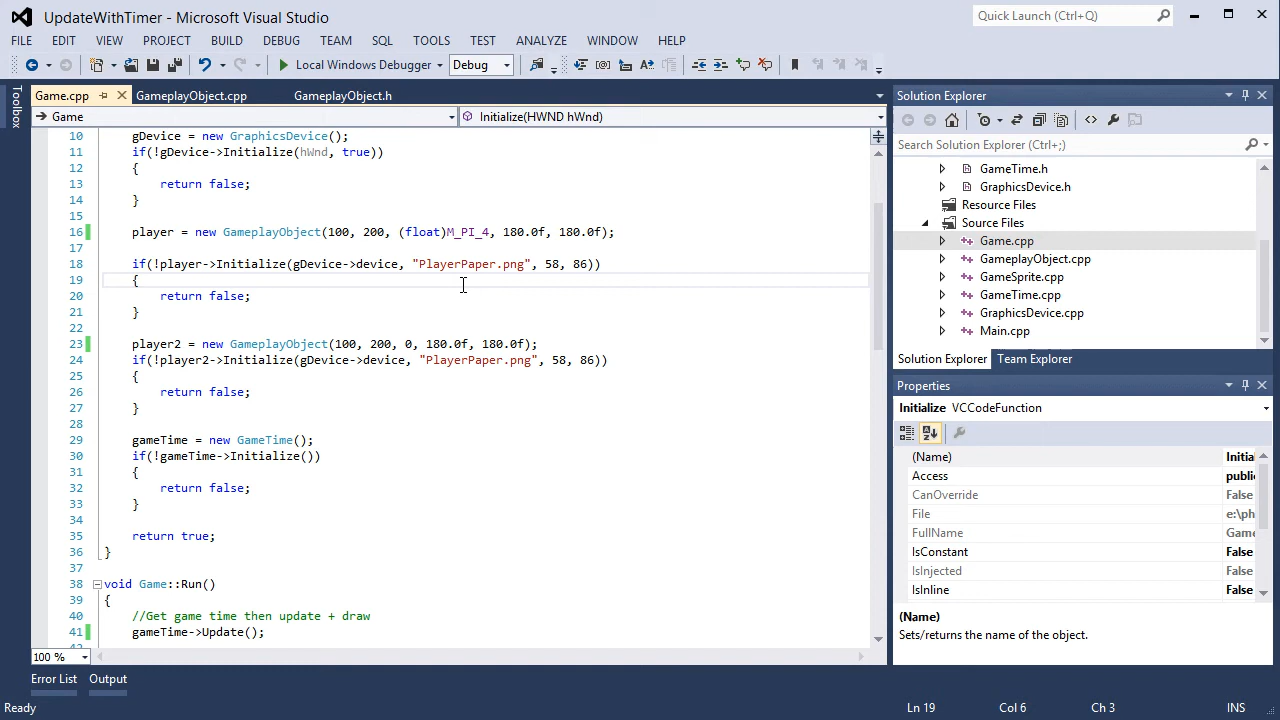 UpdateWithTimer - Microsoft Visual Studio
Quick Launch (Ctrl+Q)
FILE EDIT VIEW PROJECT BUILD DEBUG TEAM SQL TOOLS TEST ANALYZE WINDOW HELP
Local Windows Debugger Debug
Toolbox
Game.cpp GameplayObject.cpp GameplayObject.h
Game Initialize(HWND hWnd)
10 gDevice = new GraphicsDevice();
11 if(!gDevice->Initialize(hWnd, true))
12 {
13 return false;
14 }
15
16 player = new GameplayObject(100, 200, (float)M_PI_4, 180.0f, 180.0f);
17
18 if(!player->Initialize(gDevice->device, "PlayerPaper.png", 58, 86))
19 {
20 return false;
21 }
22
23 player2 = new GameplayObject(100, 200, 0, 180.0f, 180.0f);
24 if(!player2->Initialize(gDevice->device, "PlayerPaper.png", 58, 86))
25 {
26 return false;
27 }
28
29 gameTime = new GameTime();
30 if(!gameTime->Initialize())
31 {
32 return false;
33 }
34
35 return true;
36 }
37
38 void Game::Run()
39 {
40 //Get game time then update + draw
41 gameTime->Update();
100 %
Error List Output
Solution Explorer
Search Solution Explorer (Ctrl+;)
GameTime.h
GraphicsDevice.h
Resource Files
Source Files
Game.cpp
GameplayObject.cpp
GameSprite.cpp
GameTime.cpp
GraphicsDevice.cpp
Main.cpp
Solution Explorer Team Explorer
Properties
Initialize VCCodeFunction
(Name) Initia
Access public
CanOverride False
File e:\ph
FullName Game
IsConstant False
IsInjected False
IsInline False
(Name)
Sets/returns the name of the object.
Ready Ln 19 Col 6 Ch 3 INS